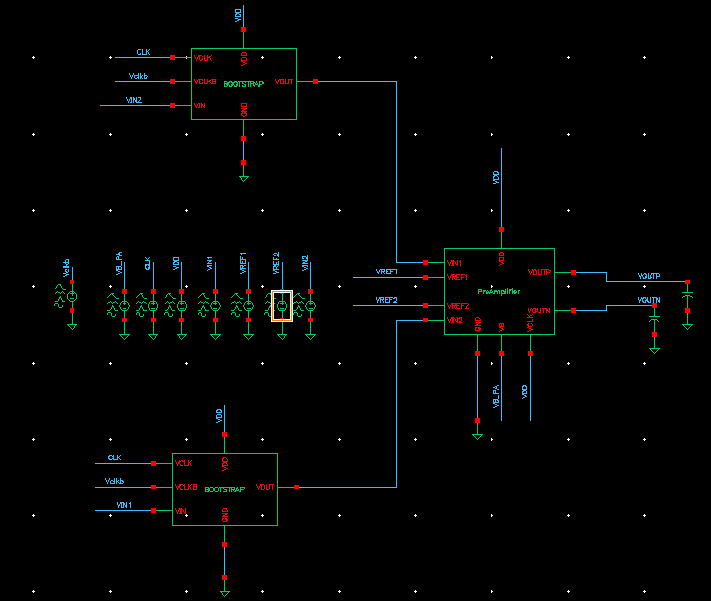 VDD
CLK
VCLK
VDD
Vclkb
VCLKB
BOOTSTRAP
VOUT
VIN2
VIN
GND
VDD
Vclkb
VB_PA
CLK
VDD
VIN1
VREF1
VREF2
VIN2
VIN1
VDD
VREF1
VREF1
VOUTP
VOUTP
PreAmplifier
VREF2
VREF2
VOUTN
VOUTN
VIN2
GND
VB
VCLK
VB_PA
VDD
VDD
CLK
VCLK
VDD
Vclkb
VCLKB
BOOTSTRAP
VOUT
VIN1
VIN
GND